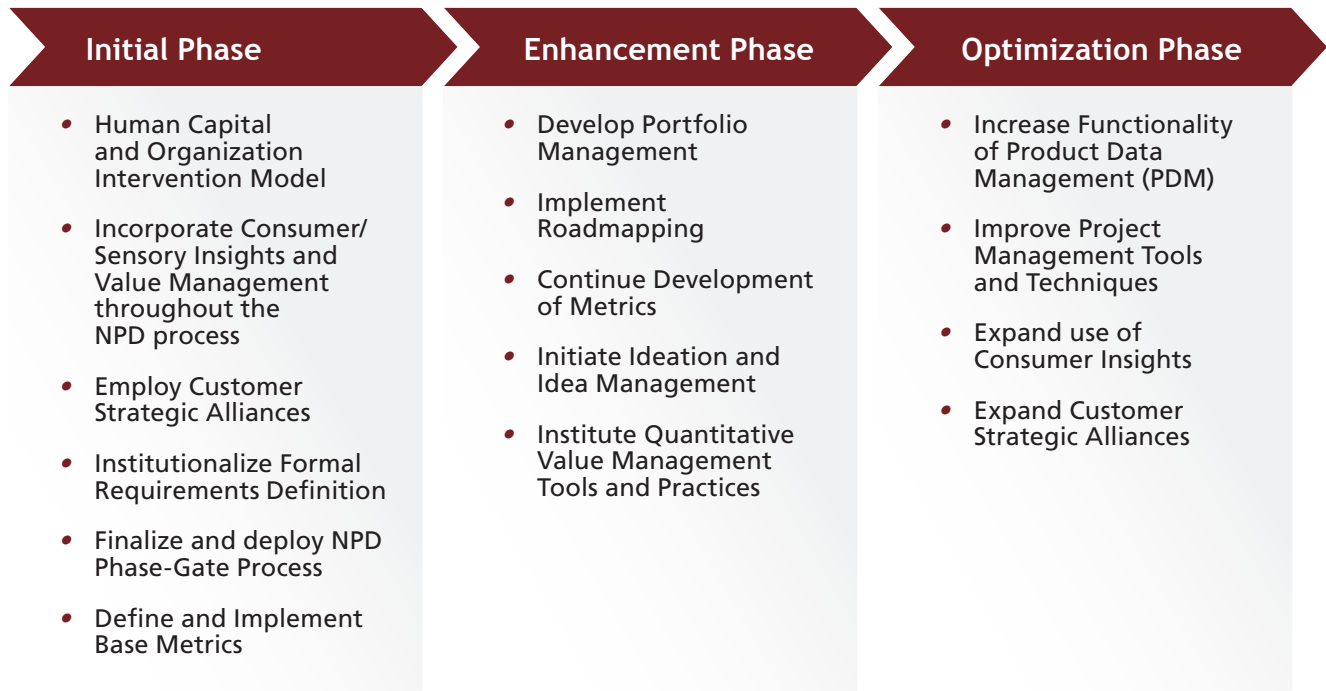 Initial Phase
• Human Capital
and Organization
Intervention Model
• Incorporate Consumer/
Sensory Insights and
Value Management
throughout the
NPD process
• Employ Customer
Strategic Alliances
• Institutionalize Formal
Requirements Definition
• Finalize and deploy NPD
Phase-Gate Process
• Define and Implement
Base Metrics
Enhancement Phase
• Develop Portfolio
Management
• Implement
Roadmapping
• Continue Development
of Metrics
• Initiate Ideation and
Idea Management
• Institute Quantitative
Value Management
Tools and Practices
Optimization Phase
• Increase Functionality
of Product Data
Management (PDM)
• Improve Project
Management Tools
and Techniques
• Expand use of
Consumer Insights
• Expand Customer
Strategic Alliances